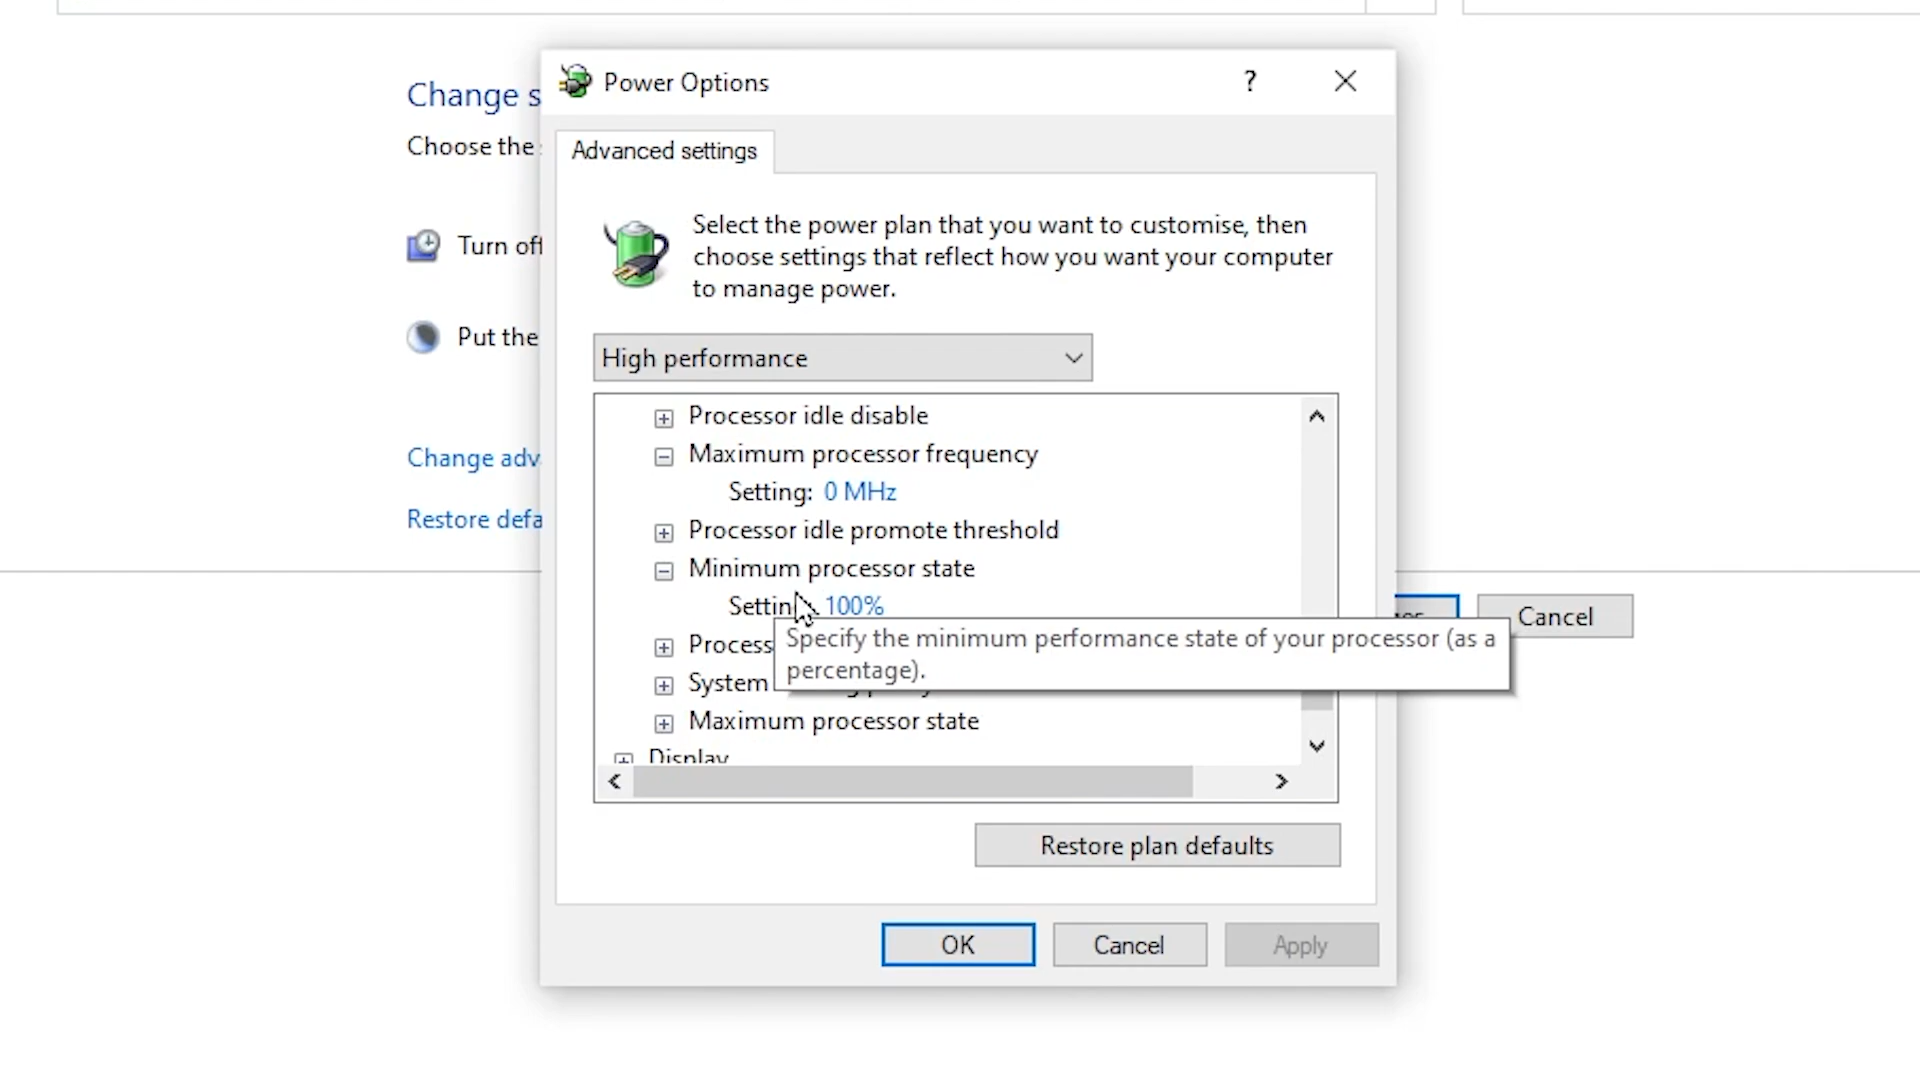 Power Options
?
Advanced settings
Change s
Choose the
Select the power plan that you want to customise, then
choose settings that reflect how you want your computer
to manage power.
Turn off
Put the
High performance
Processor idle disable
Maximum processor frequency
Setting: 0 MHz
Processor idle promote threshold
Minimum processor state
Settin 100%
Specify the minimum performance state of your processor (as a
percentage).
Process
System
Maximum processor state
Display
Change adv
Restore defa
Cancel
Restore plan defaults
OK
Cancel
Apply